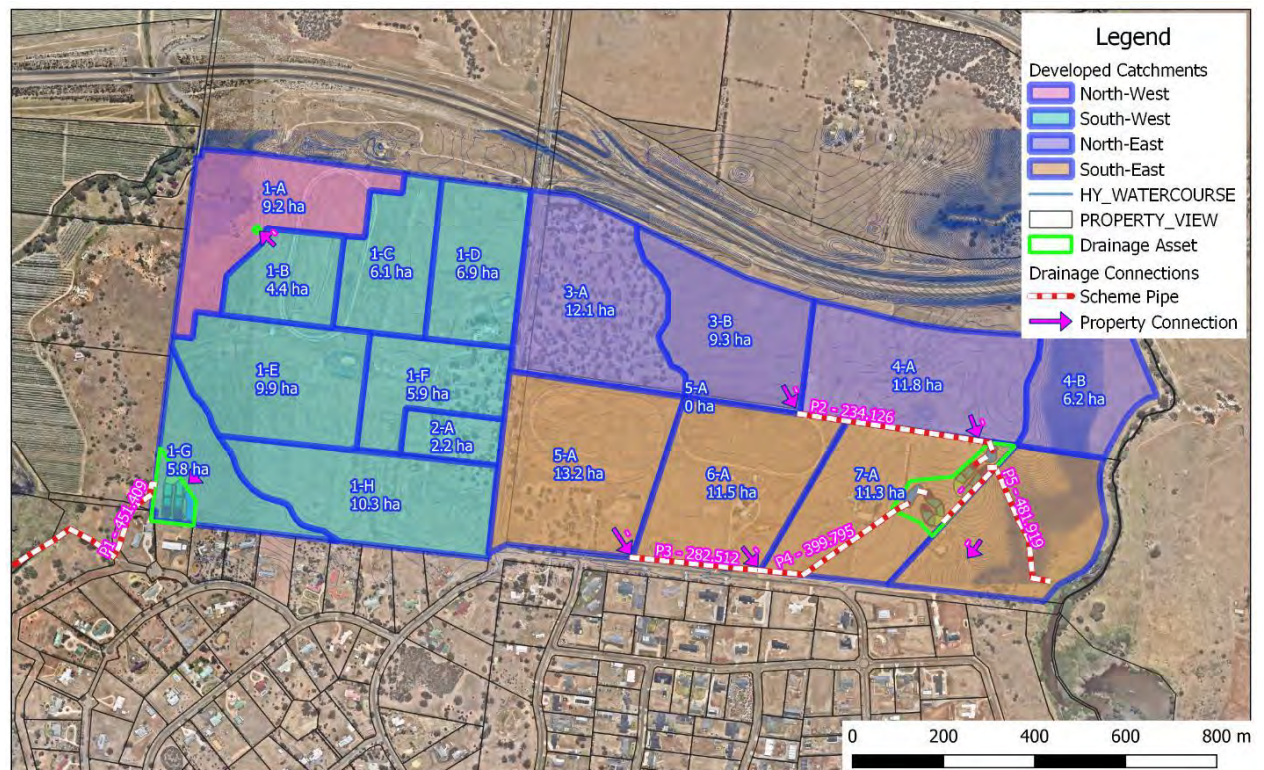 Legend
Developed Catchments
North-West
South-West
North-East
South-East
HY_WATERCOURSE
PROPERTY_VIEW
Drainage Asset
Drainage Connections
Scheme Pipe
Property Connection
1-A
9.2 ha
1-B
4.4 ha
1-C
6.1 ha
1-D
6.9 ha
3-A
12.1 ha
3-B
9.3 ha
4-A
11.8 ha
4-B
6.2 ha
1-E
9.9 ha
1-F
5.9 ha
2-A
2.2 ha
5-A
0 ha
P2 - 234.126
1-G
5.8 ha
1-H
10.3 ha
5-A
13.2 ha
6-A
11.5 ha
7-A
11.3 ha
P1 - 451.409
P3 - 282.512
P4 - 399.795
P5 - 481.919
0 200 400 600 800 m